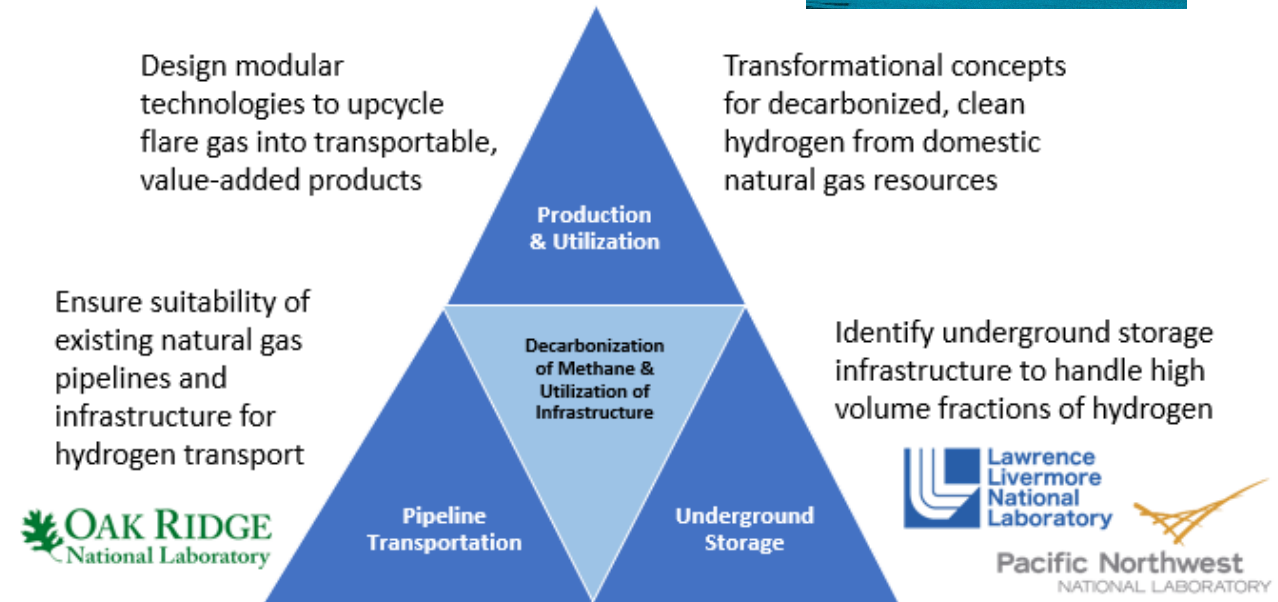 Design modular
technologies to upcycle
flare gas into transportable,
value-added products
Transformational concepts
for decarbonized, clean
hydrogen from domestic
natural gas resources
Production
& Utilization
Ensure suitability of
existing natural gas
pipelines and
infrastructure for
hydrogen transport
Decarbonization
of Methane &
Utilization of
Infrastructure
Identify underground storage
infrastructure to handle high
volume fractions of hydrogen
OAK RIDGE
National Laboratory
Pipeline
Transportation
Underground
Storage
Lawrence
Livermore
National
Laboratory
Pacific Northwest
NATIONAL LABORATORY